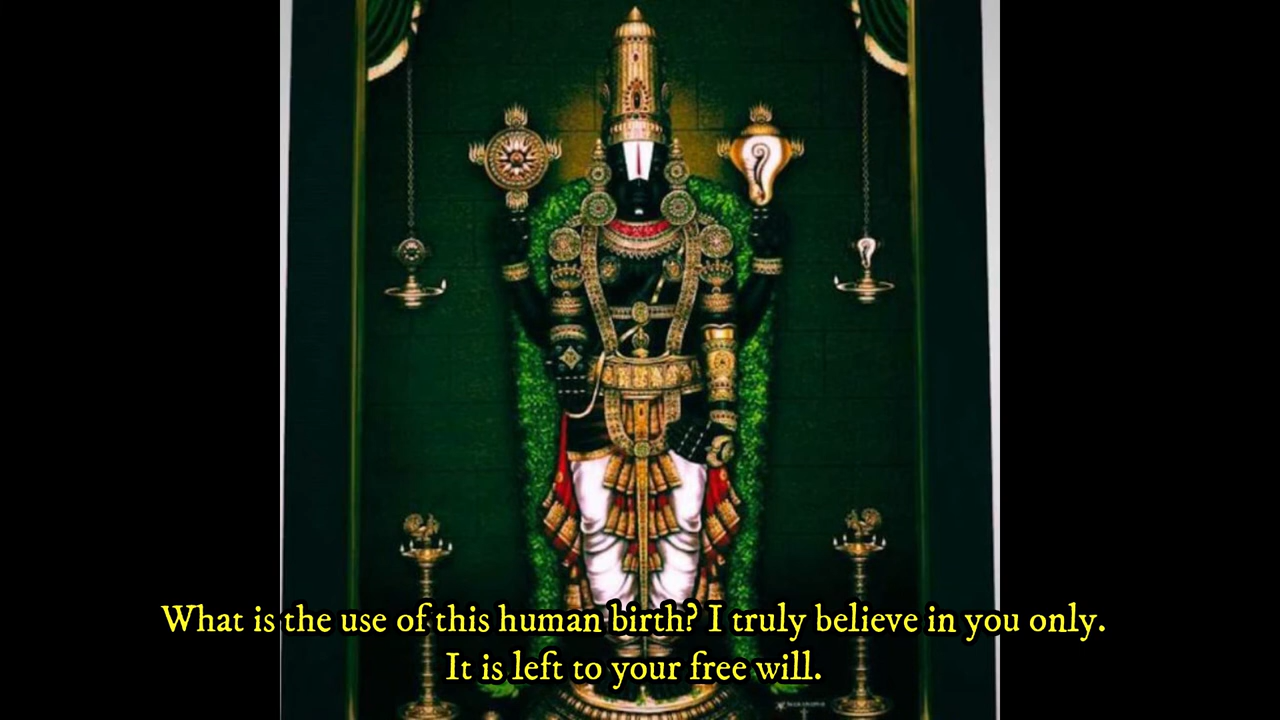 What is the use of this human birth? I truly believe in you only.
It is left to your free will.